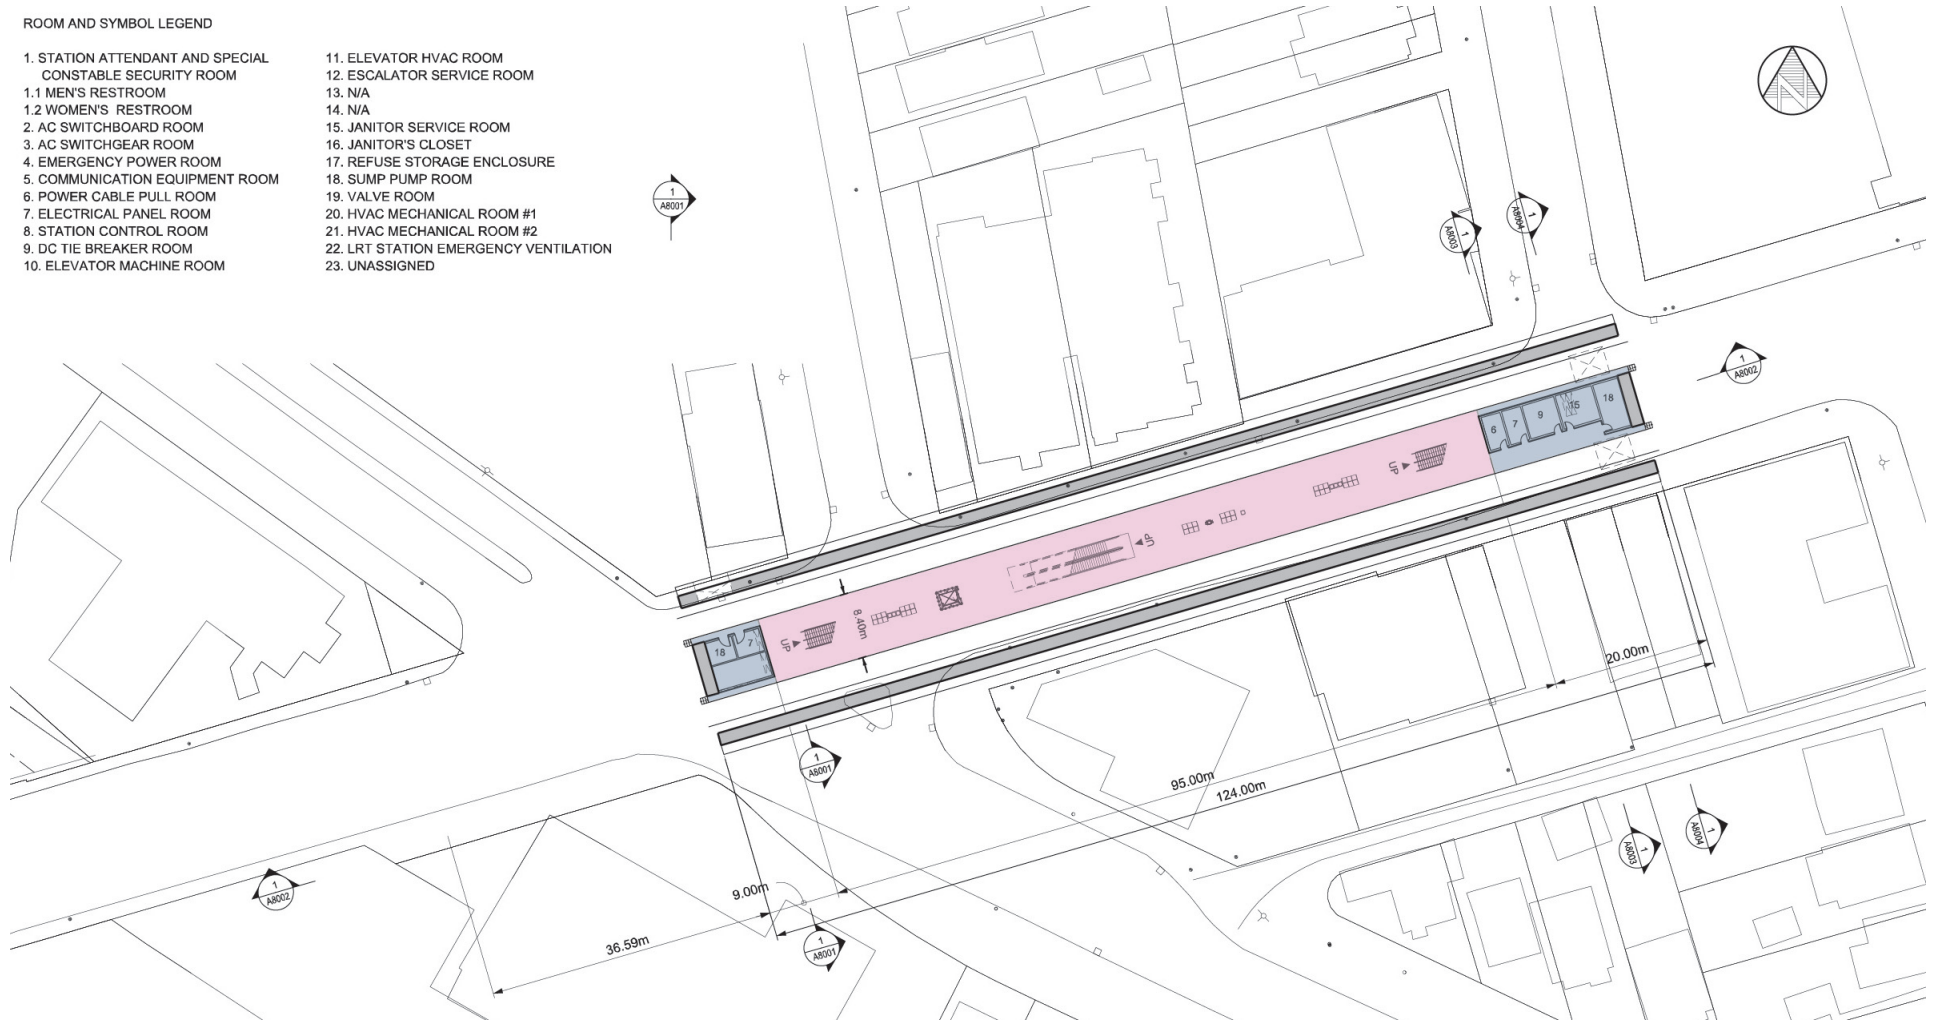 ROOM AND SYMBOL LEGEND
1. STATION ATTENDANT AND SPECIAL
CONSTABLE SECURITY ROOM
1.1 MEN'S RESTROOM
1.2 WOMEN'S RESTROOM
2. AC SWITCHBOARD ROOM
3. AC SWITCHGEAR ROOM
4. EMERGENCY POWER ROOM
5. COMMUNICATION EQUIPMENT ROOM
6. POWER CABLE PULL ROOM
7. ELECTRICAL PANEL ROOM
8. STATION CONTROL ROOM
9. DC TIE BREAKER ROOM
10. ELEVATOR MACHINE ROOM
11. ELEVATOR HVAC ROOM
12. ESCALATOR SERVICE ROOM
13. N/A
14. N/A
15. JANITOR SERVICE ROOM
16. JANITOR'S CLOSET
17. REFUSE STORAGE ENCLOSURE
18. SUMP PUMP ROOM
19. VALVE ROOM
20. HVAC MECHANICAL ROOM #1
21. HVAC MECHANICAL ROOM #2
22. LRT STATION EMERGENCY VENTILATION
23. UNASSIGNED
N
1
A8001
1
A8003
1
A8004
1
A8002
6
7
9
15
18
UP
UP
8.40m
UP
18
7
20.00m
1
A8001
95.00m
124.00m
1
A8003
1
A8004
1
A8002
9.00m
36.59m
1
A8001